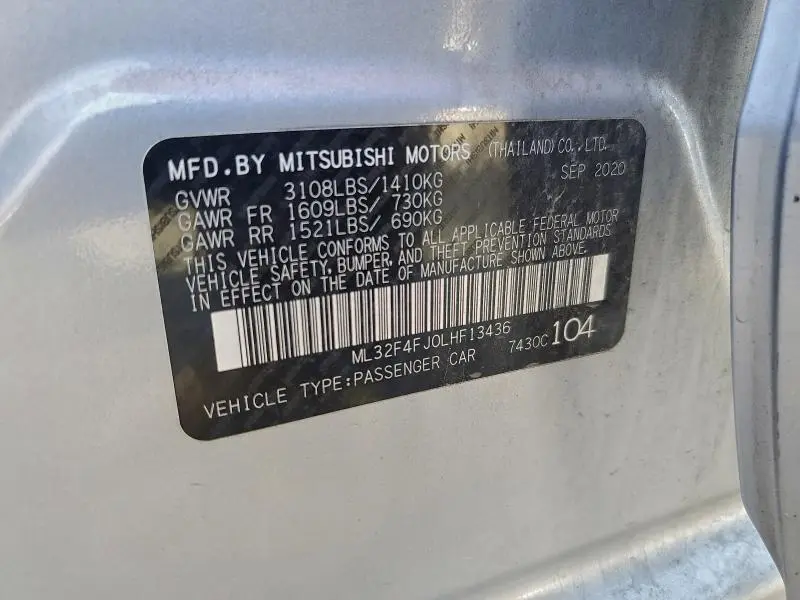 MFD.BY MITSUBISHI MOTORS (THAILAND) CO.,LTD.
SEP 2020
GVWR 3108LBS/1410KG
GAWR FR 1609LBS/ 730KG
GAWR RR 1521LBS/ 690KG
THIS VEHICLE CONFORMS TO ALL APPLICABLE FEDERAL MOTOR
VEHICLE SAFETY, BUMPER, AND THEFT PREVENTION STANDARDS
IN EFFECT ON THE DATE OF MANUFACTURE SHOWN ABOVE.
ML32F4FJ0LHF13436
7430C 104
VEHICLE TYPE:PASSENGER CAR